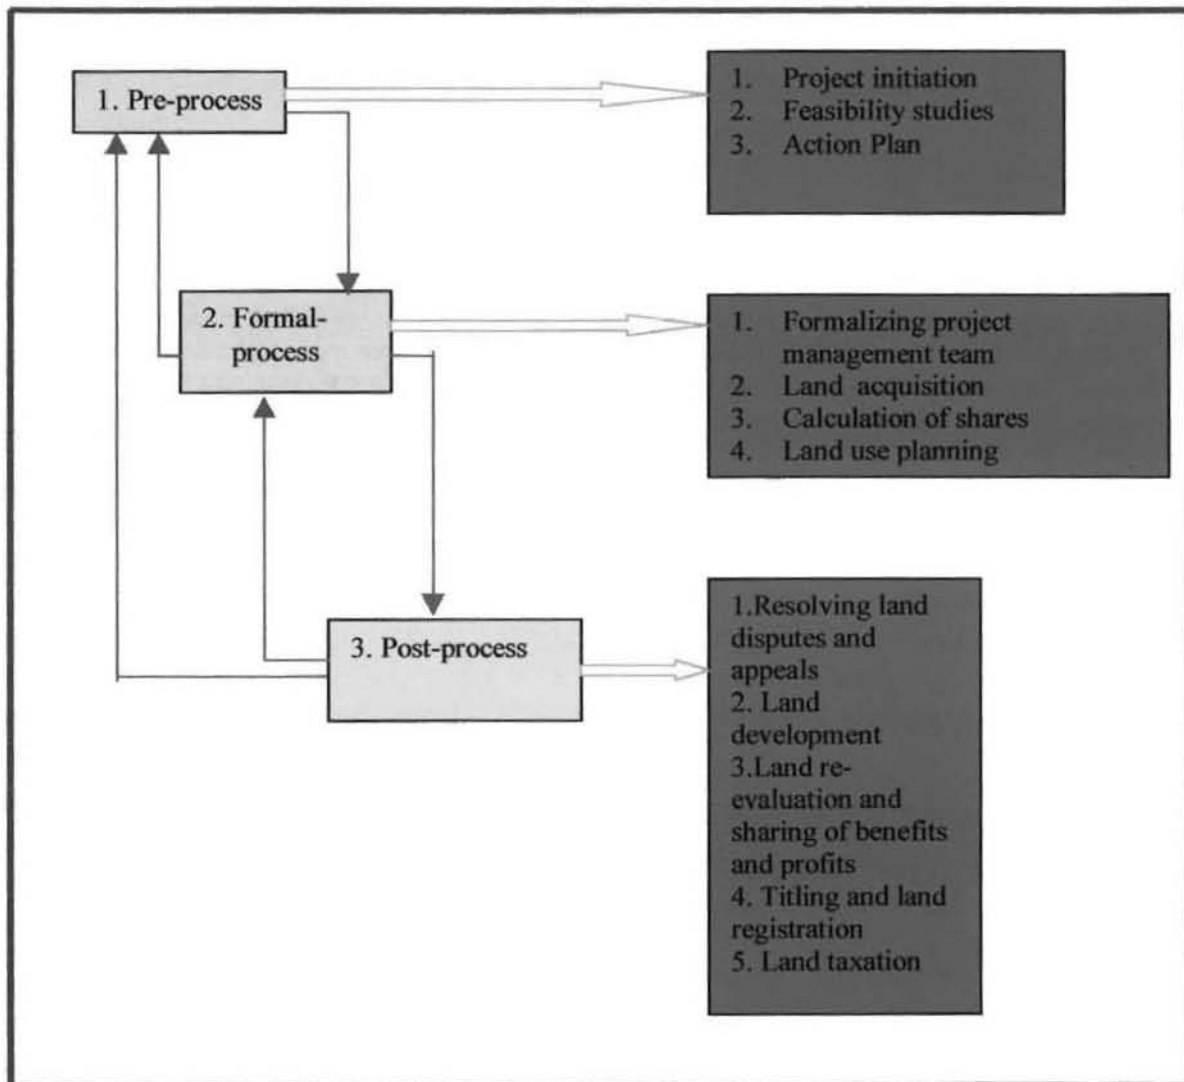 1. Pre-process
1. Project initiation
2. Feasibility studies
3. Action Plan
2. Formal-
process
1. Formalizing project
management team
2. Land acquisition
3. Calculation of shares
4. Land use planning
3. Post-process
1.Resolving land
disputes and
appeals
2. Land
development
3.Land re-
evaluation and
sharing of benefits
and profits
4. Titling and land
registration
5. Land taxation